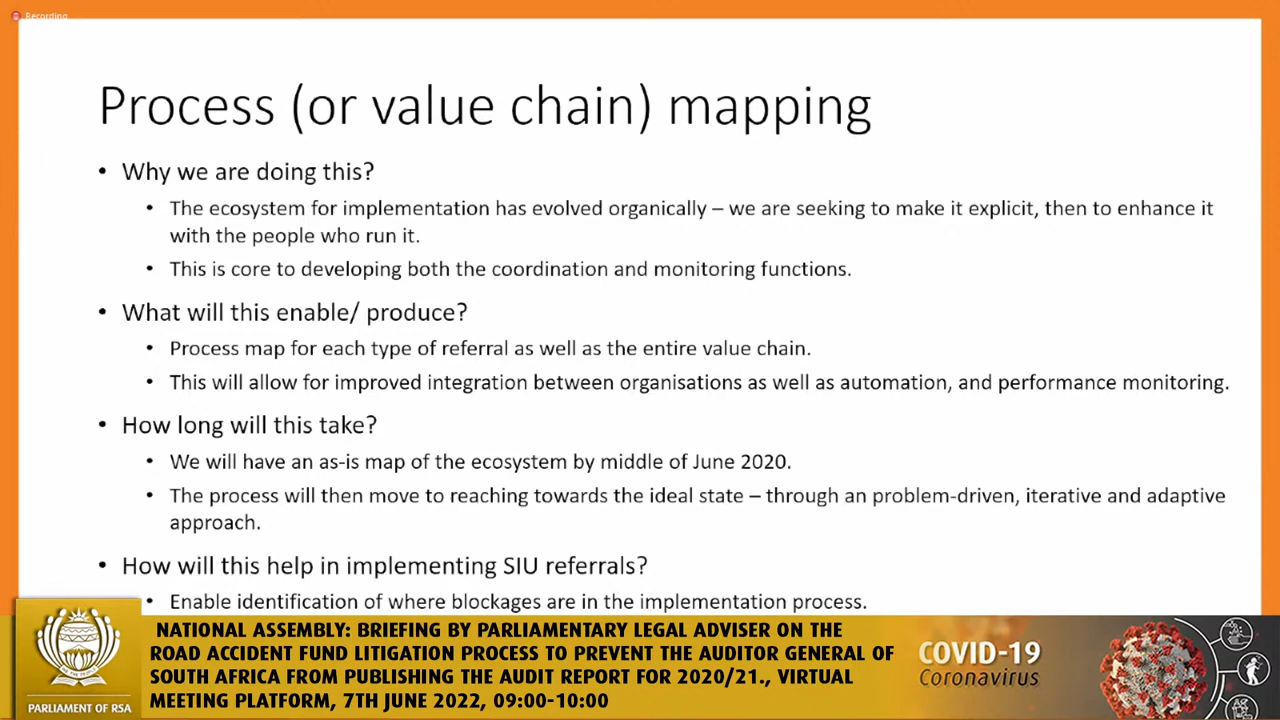 Recording
Process (or value chain) mapping
• Why we are doing this?
• The ecosystem for implementation has evolved organically – we are seeking to make it explicit, then to enhance it
with the people who run it.
• This is core to developing both the coordination and monitoring functions.
• What will this enable/ produce?
• Process map for each type of referral as well as the entire value chain.
• This will allow for improved integration between organisations as well as automation, and performance monitoring.
• How long will this take?
• We will have an as-is map of the ecosystem by middle of June 2020.
• The process will then move to reaching towards the ideal state – through an problem-driven, iterative and adaptive
approach.
• How will this help in implementing SIU referrals?
• Enable identification of where blockages are in the implementation process.
NATIONAL ASSEMBLY: BRIEFING BY PARLIAMENTARY LEGAL ADVISER ON THE
ROAD ACCIDENT FUND LITIGATION PROCESS TO PREVENT THE AUDITOR GENERAL OF
SOUTH AFRICA FROM PUBLISHING THE AUDIT REPORT FOR 2020/21., VIRTUAL
MEETING PLATFORM, 7TH JUNE 2022, 09:00-10:00
PARLIAMENT OF RSA
COVID-19
Coronavirus